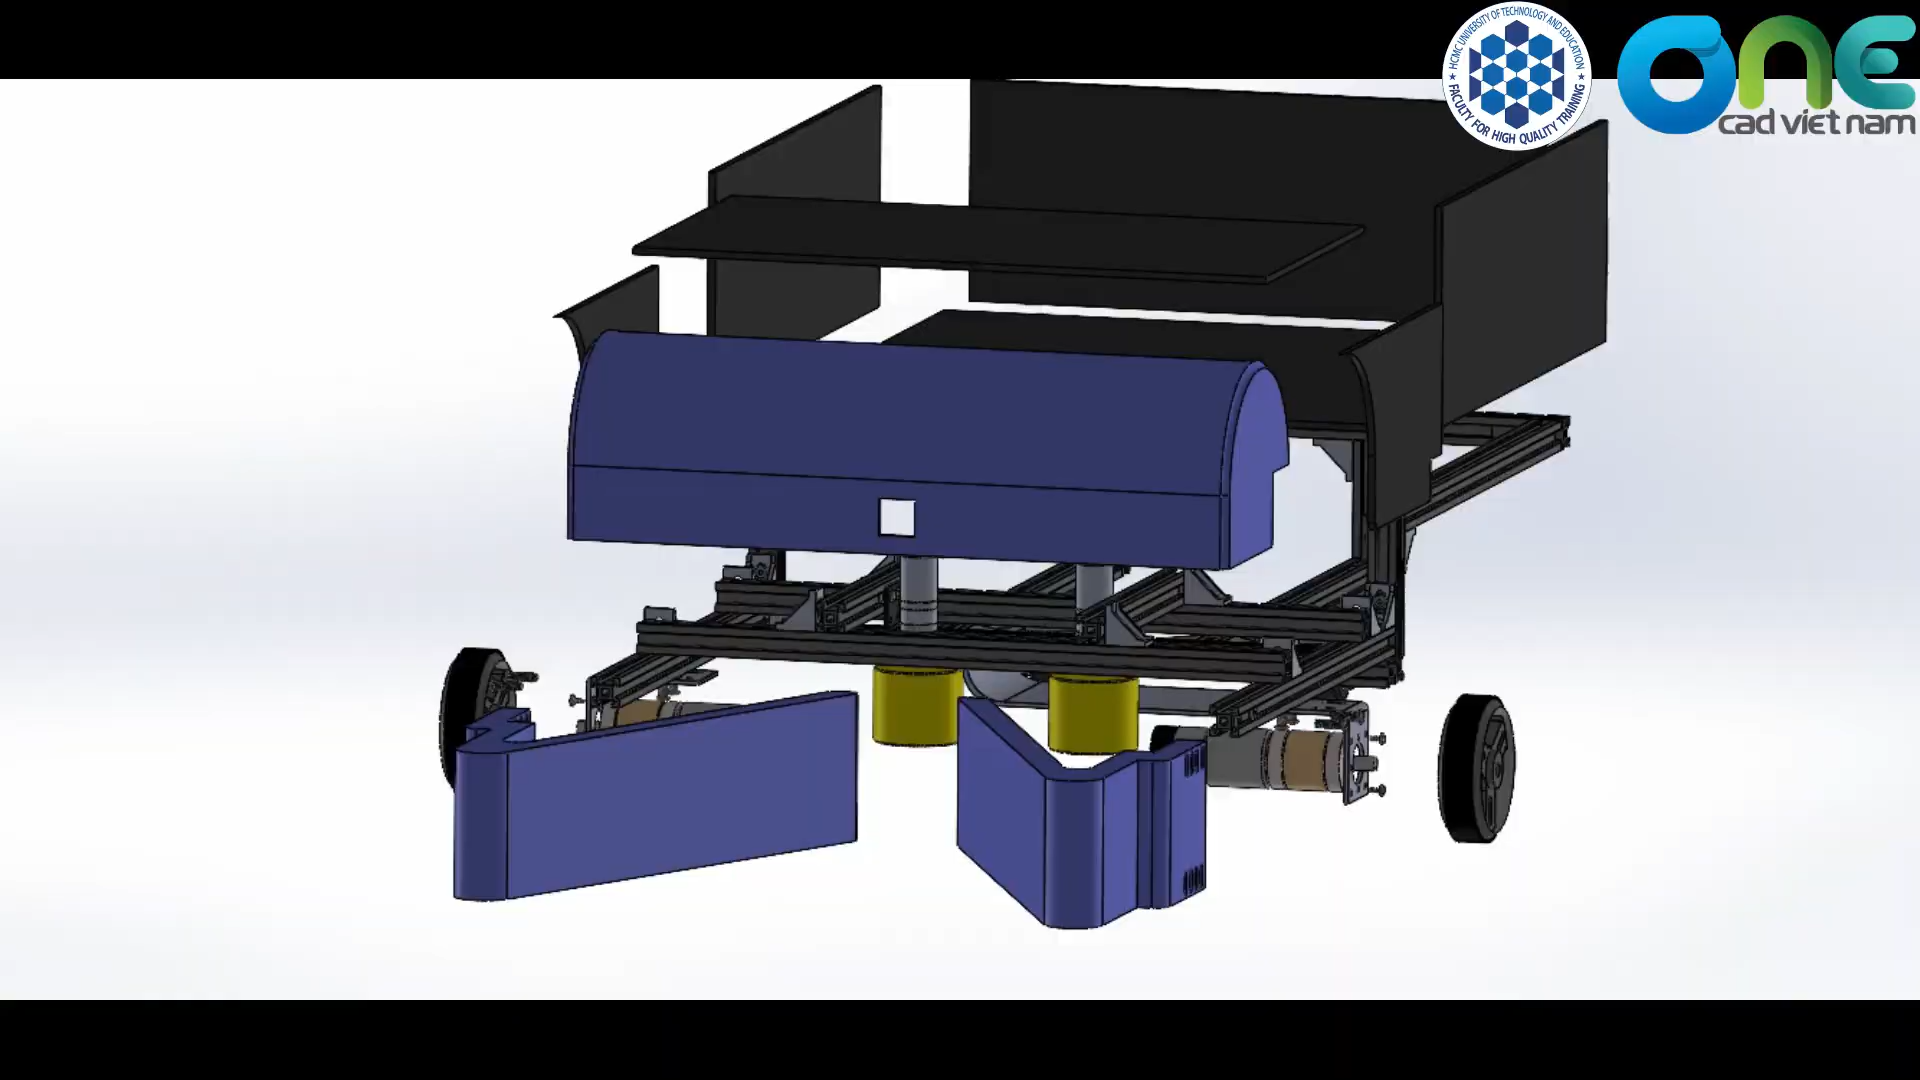 HCMC UNIVERSITY OF TECHNOLOGY AND EDUCATION
FACULTY FOR HIGH QUALITY TRAINING
one
cad viet nam